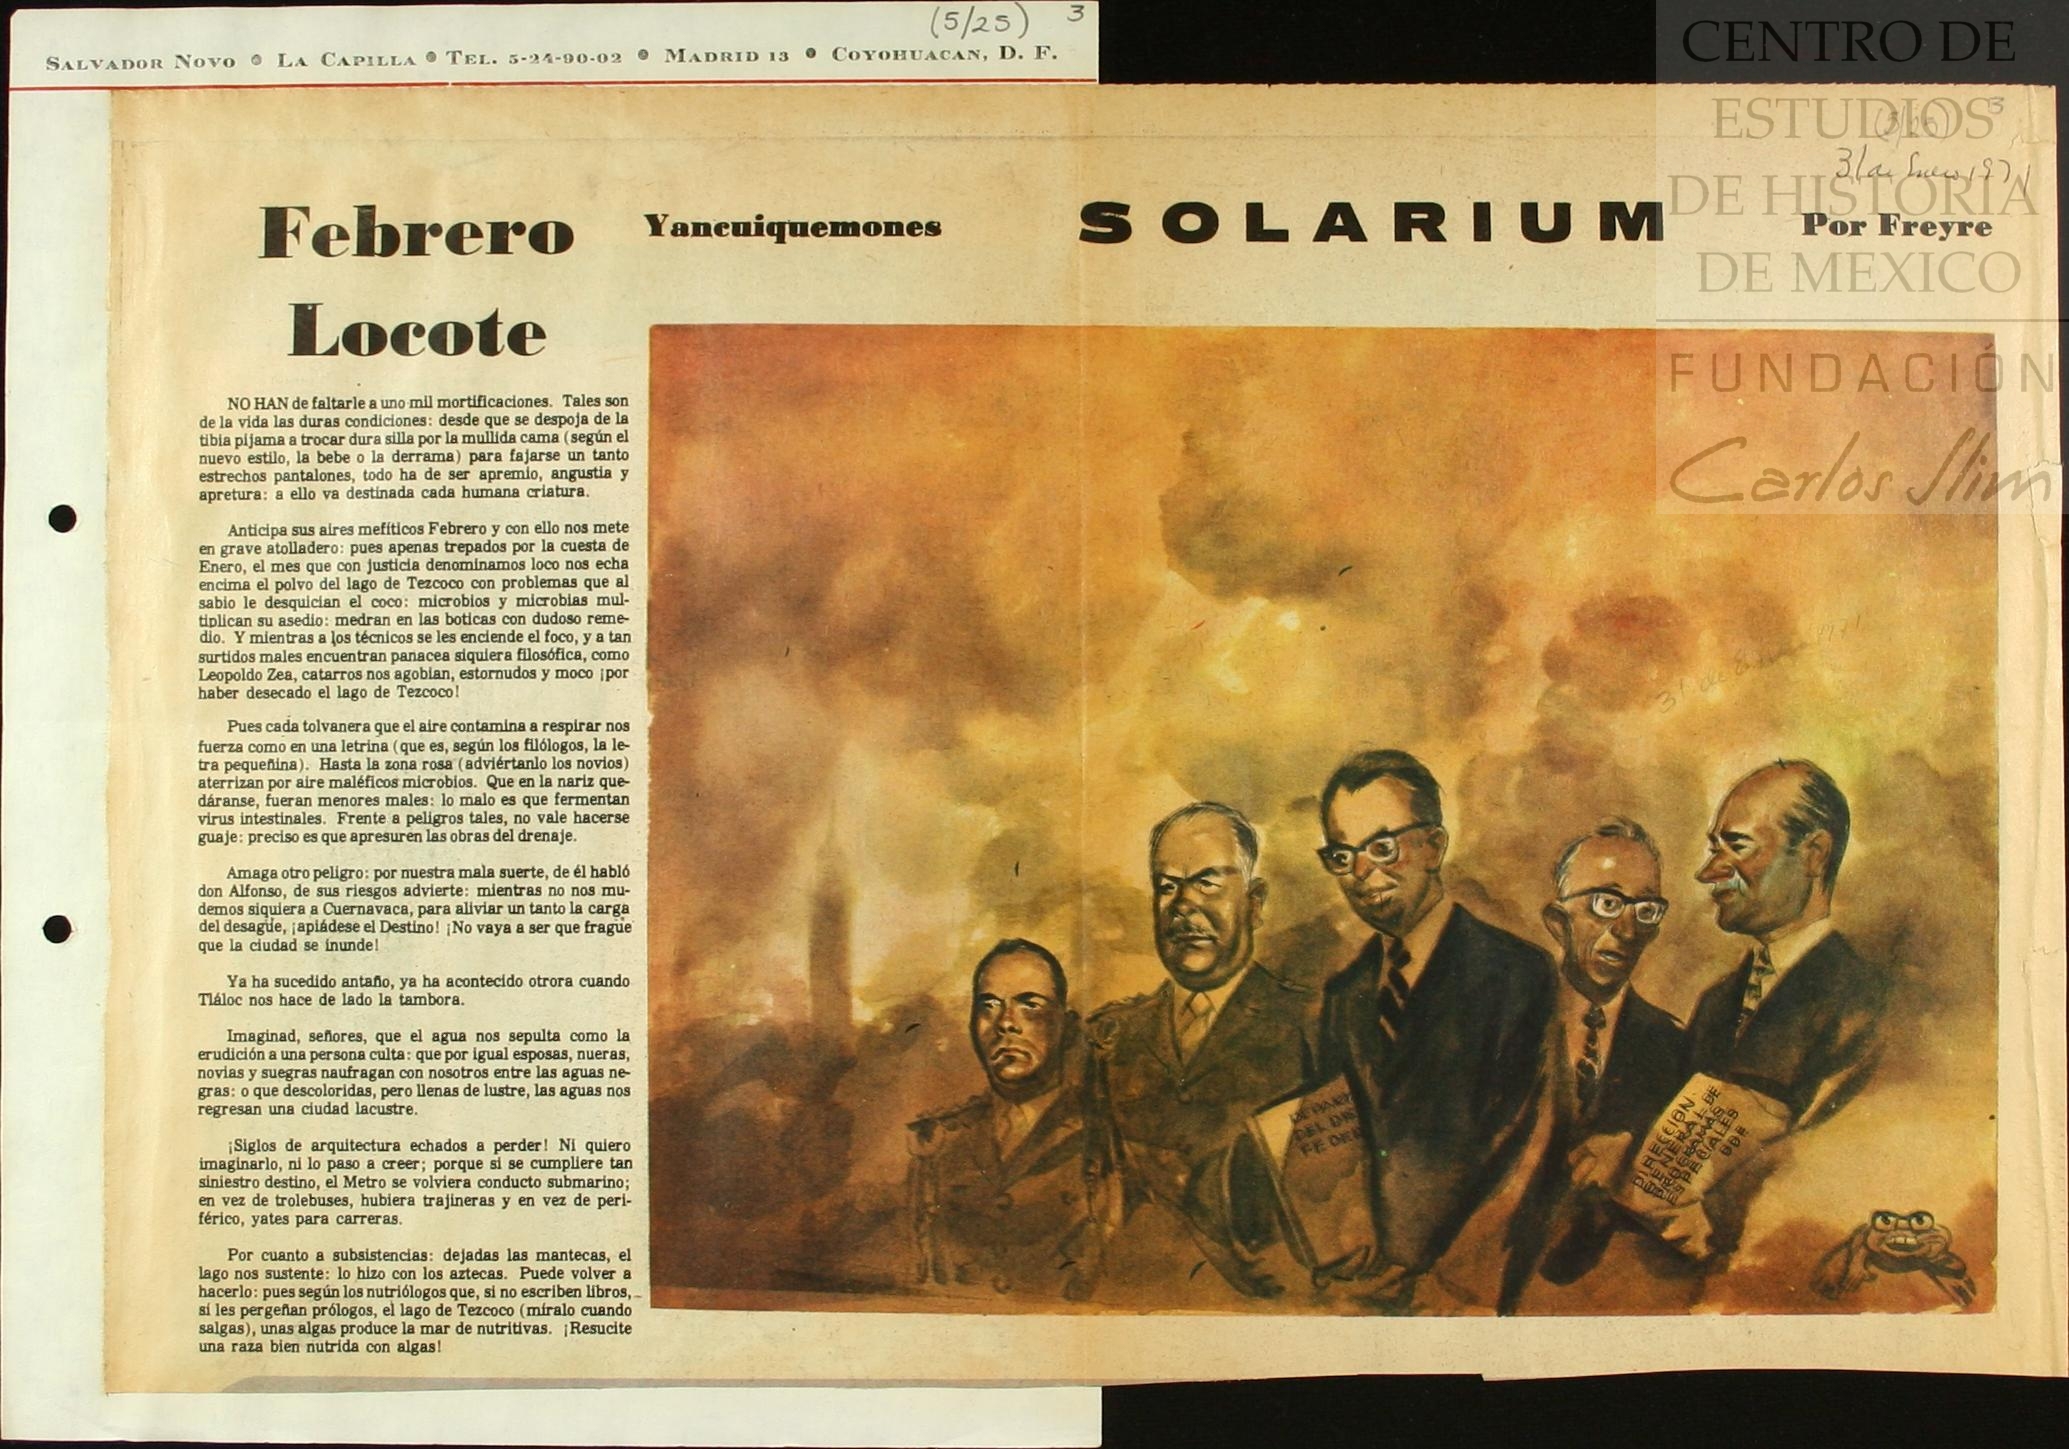 (5/25) 3
SALVADOR NOVO • LA CAPILLA • TEL. 5-24-90-02 • MADRID 13 • COYOHUACAN, D. F.
CENTRO DE
ESTUDIOS
DE HISTORIA
DE MEXICO
FUNDACIÓN
Carlos Slim
3
(5/25)
31 de Enero 1971
Febrero
Locote
Yancuiquemones
SOLARIUM
Por Freyre
NO HAN de faltarle a uno mil mortificaciones. Tales son
de la vida las duras condiciones: desde que se despoja de la
tibia pijama a trocar dura silla por la mullida cama (según el
nuevo estilo, la bebe o la derrama) para fajarse un tanto
estrechos pantalones, todo ha de ser apremio, angustia y
apretura: a ello va destinada cada humana criatura.
Anticipa sus aires mefíticos Febrero y con ello nos mete
en grave atolladero: pues apenas trepados por la cuesta de
Enero, el mes que con justicia denominamos loco nos echa
encima el polvo del lago de Tezcoco con problemas que al
sabio le desquician el coco: microbios y microbias mul-
tiplican su asedio: medran en las boticas con dudoso reme-
dio. Y mientras a los técnicos se les enciende el foco, y a tan
surtidos males encuentran panacea siquiera filosófica, como
Leopoldo Zea, catarros nos agobian, estornudos y moco ¡por
haber desecado el lago de Tezcoco!
Pues cada tolvanera que el aire contamina a respirar nos
fuerza como en una letrina (que es, según los filólogos, la le-
tra pequeñina). Hasta la zona rosa (adviértanlo los novios)
aterrizan por aire maléficos microbios. Que en la nariz que-
dáranse, fueran menores males: lo malo es que fermentan
virus intestinales. Frente a peligros tales, no vale hacerse
guaje: preciso es que apresuren las obras del drenaje.
Amaga otro peligro: por nuestra mala suerte, de él habló
don Alfonso, de sus riesgos advierte: mientras no nos mu-
demos siquiera a Cuernavaca, para aliviar un tanto la carga
del desagüe, ¡apiádese el Destino! ¡No vaya a ser que fragüe
que la ciudad se inunde!
Ya ha sucedido antaño, ya ha acontecido otrora cuando
Tláloc nos hace de lado la tambora.
Imaginad, señores, que el agua nos sepulta como la
erudición a una persona culta: que por igual esposas, nueras,
novias y suegras naufragan con nosotros entre las aguas ne-
gras: o que descoloridas, pero llenas de lustre, las aguas nos
regresan una ciudad lacustre.
¡Siglos de arquitectura echados a perder! Ni quiero
imaginarlo, ni lo paso a creer; porque si se cumpliere tan
siniestro destino, el Metro se volviera conducto submarino;
en vez de trolebuses, hubiera trajineras y en vez de peri-
férico, yates para carreras.
Por cuanto a subsistencias: dejadas las mantecas, el
lago nos sustente: lo hizo con los aztecas. Puede volver a
hacerlo: pues según los nutriólogos que, si no escriben libros,
sí les pergeñan prólogos, el lago de Tezcoco (míralo cuando
salgas), unas algas produce la mar de nutritivas. ¡Resucite
una raza bien nutrida con algas!
31 de Enero 1971
DEL DIS
DIRECCION
GENERAL DE
PROGRAMAS
ESPECIALES
DDF